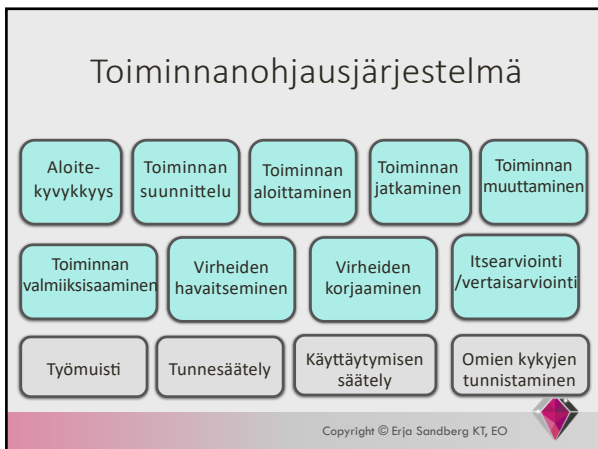 Toiminnanohjausjärjestelmä
Aloite-
kyvykkyys
Toiminnan
suunnittelu
Toiminnan
aloittaminen
Toiminnan
jatkaminen
Toiminnan
muuttaminen
Toiminnan
valmiiksisaaminen
Virheiden
havaitseminen
Virheiden
korjaaminen
Itsearviointi
/vertaisarviointi
Työmuisti
Tunnesäätely
Käyttäytymisen
säätely
Omien kykyjen
tunnistaminen
Copyright © Erja Sandberg KT, EO